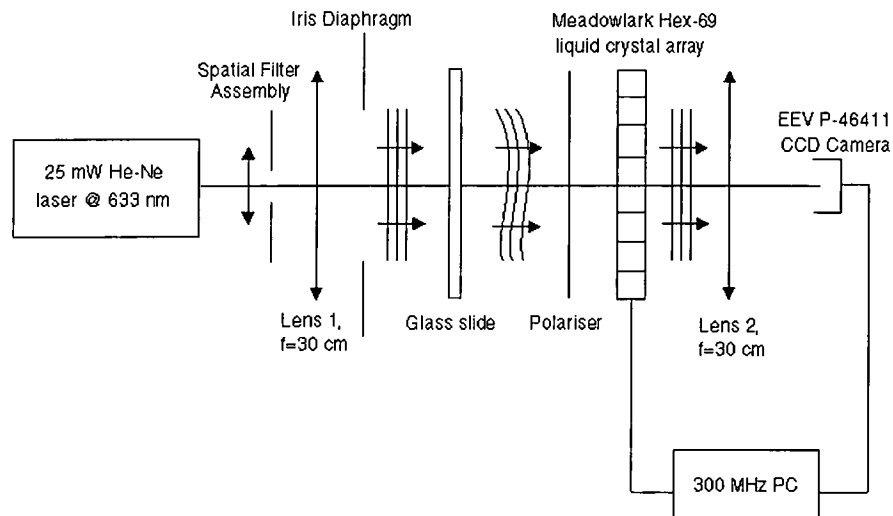 Iris Diaphragm
Meadowlark Hex-69
liquid crystal array
Spatial Filter
Assembly
EEV P-46411
CCD Camera
25 mW He-Ne
laser @ 633 nm
Lens 1,
f=30 cm
Glass slide
Polariser
Lens 2,
f=30 cm
300 MHz PC